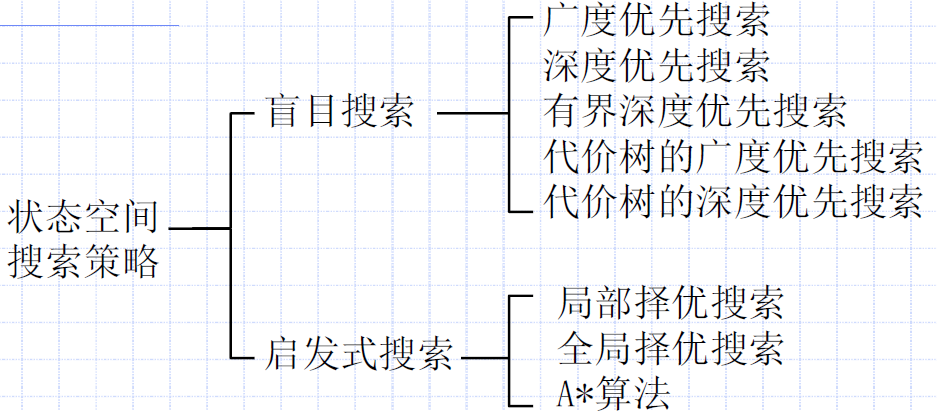 状态空间
搜索策略
盲目搜索
广度优先搜索
深度优先搜索
有界深度优先搜索
代价树的广度优先搜索
代价树的深度优先搜索
启发式搜索
局部择优搜索
全局择优搜索
A*算法